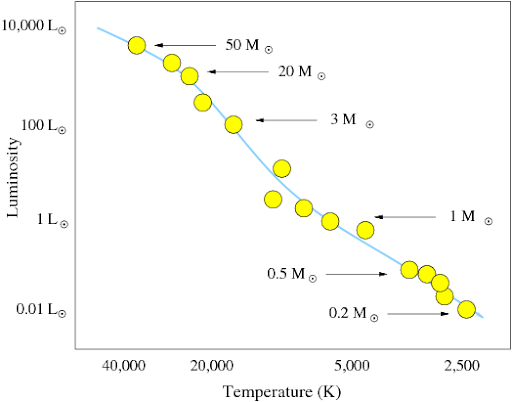 10,000 L☉
50 M ☉
20 M ☉
100 L☉
3 M ☉
Luminosity
1 L☉
1 M ☉
0.5 M☉
0.01 L☉
0.2 M☉
40,000 20,000 5,000 2,500
Temperature (K)